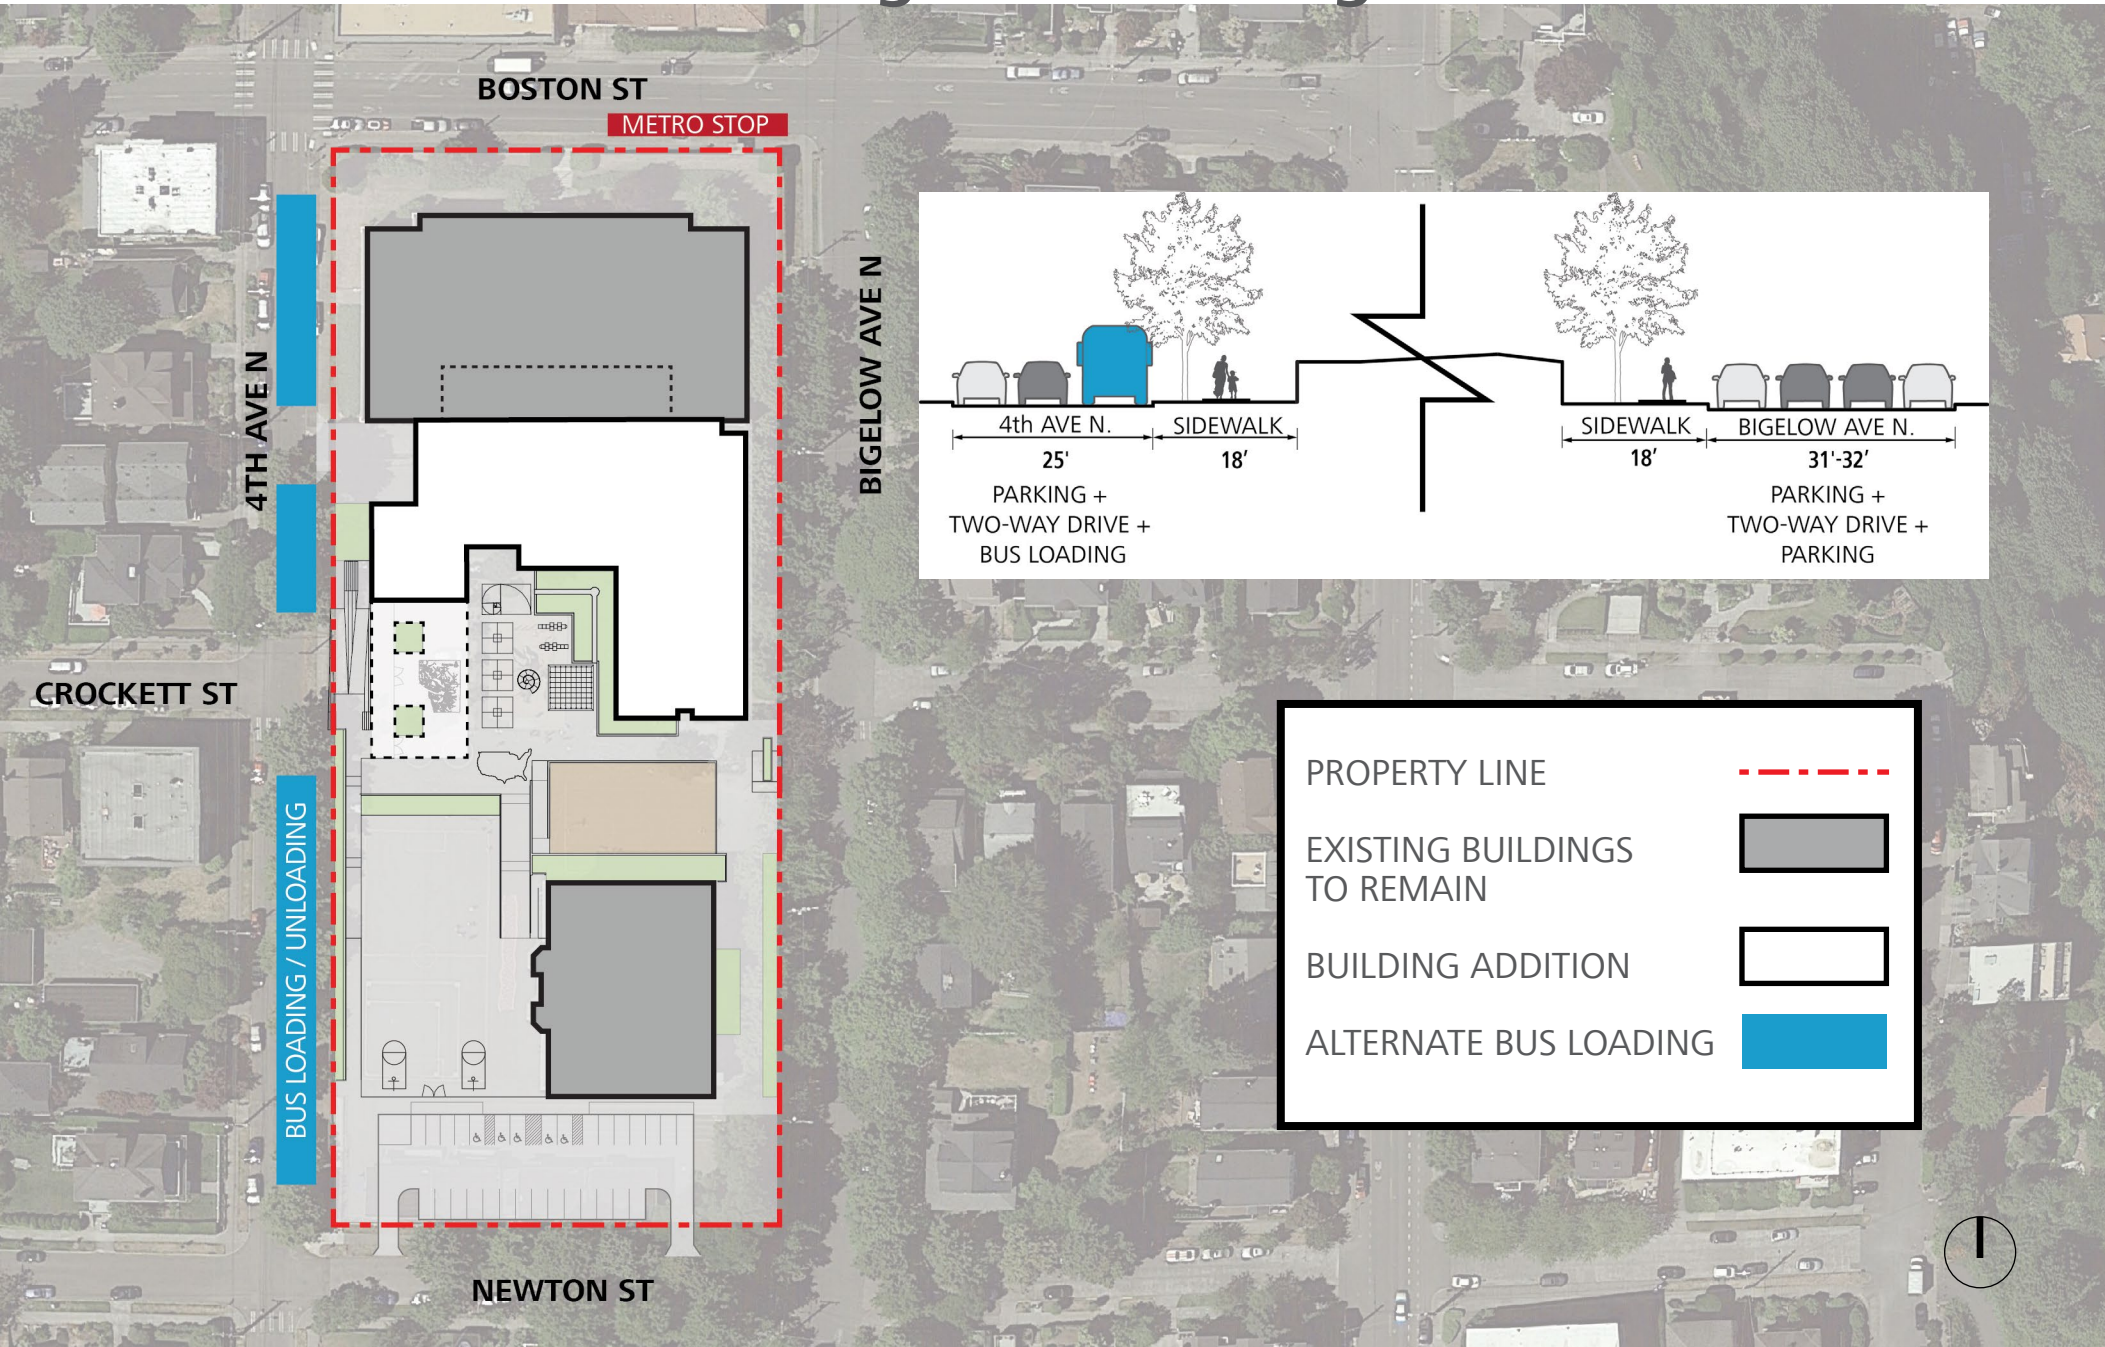 BOSTON ST
METRO STOP
4TH AVE N
BIGELOW AVE N
CROCKETT ST
BUS LOADING / UNLOADING
NEWTON ST
4th AVE N.
SIDEWALK
25'
18'
PARKING +
TWO-WAY DRIVE +
BUS LOADING
SIDEWALK
BIGELOW AVE N.
18'
31'-32'
PARKING +
TWO-WAY DRIVE +
PARKING
PROPERTY LINE
EXISTING BUILDINGS
TO REMAIN
BUILDING ADDITION
ALTERNATE BUS LOADING